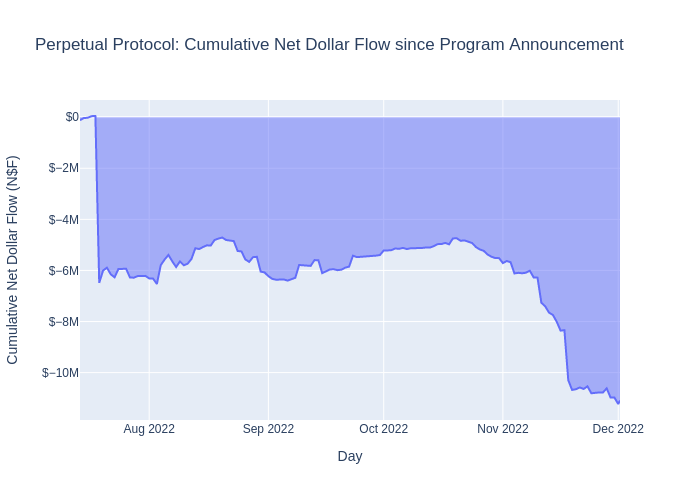 Perpetual Protocol: Cumulative Net Dollar Flow since Program Announcement
Cumulative Net Dollar Flow (N$F)
$0
$−2M
$−4M
$−6M
$−8M
$−10M
Aug 2022 Sep 2022 Oct 2022 Nov 2022 Dec 2022
Day